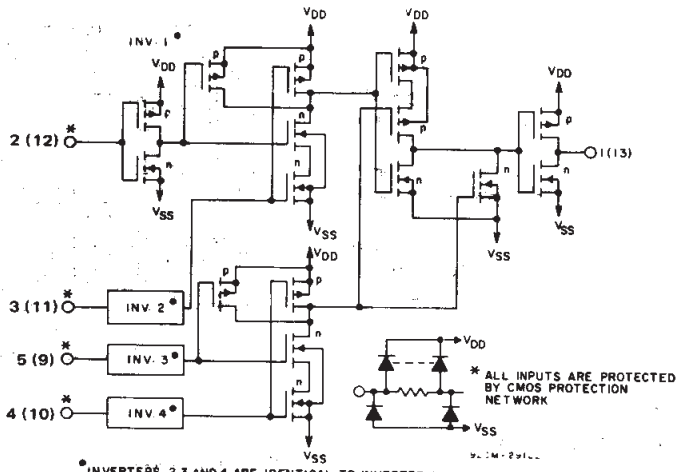 VDD
VDD
INV. 1*
p
p
p
VDD
VDD
p
p
p
2 (12)*
n
n
n
n
n
n
1(13)
VSS
VSS
VSS
VSS
VDD
p
p
3 (11)*
INV. 2*
5 (9)*
INV. 3*
n
4 (10)*
INV. 4*
n
VSS
VDD
VSS
* ALL INPUTS ARE PROTECTED
BY CMOS PROTECTION
NETWORK